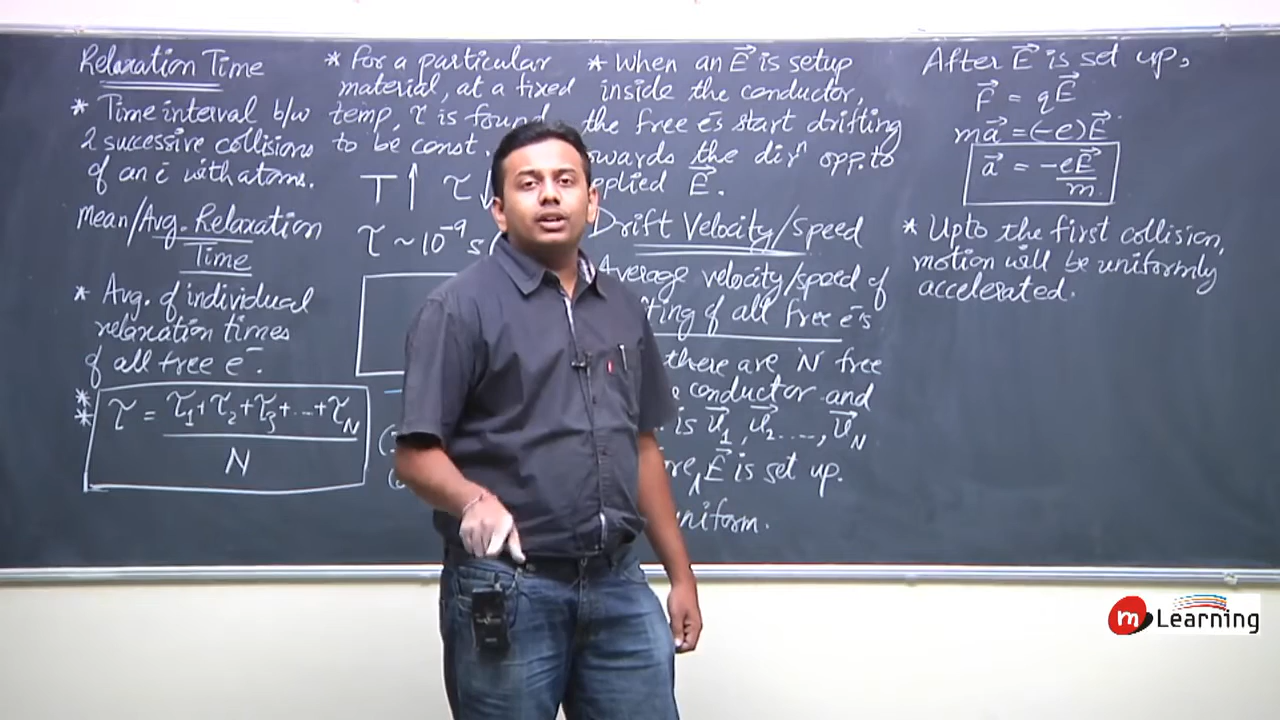 Relaxation Time
* Time interval b/w
2 successive collisions
of an ē with atoms.
Mean/Avg. Relaxation
Time
* Avg. of individual
relaxation times
of all free e⁻.
**
τ = τ₁+τ₂+τ₃+...+τN
N
* For a particular
material, at a fixed
temp, τ is found
to be const.
T↑ τ↓
τ ~ 10⁻⁹ s
* When an E⃗ is setup
inside the conductor,
the free ēs start drifting
towards the dirⁿ opp. to
applied E⃗.
Drift Velocity/Speed
Average velocity/speed of
of all free ēs
there are N free
conductor and
is u⃗₁, u⃗₂ ...., u⃗N
E⃗ is set up.
uniform.
After E⃗ is set up,
F⃗ = qE⃗
ma⃗ = (-e)E⃗
a⃗ = -eE⃗/m
* Upto the first collision,
motion will be uniformly
accelerated.
m Learning